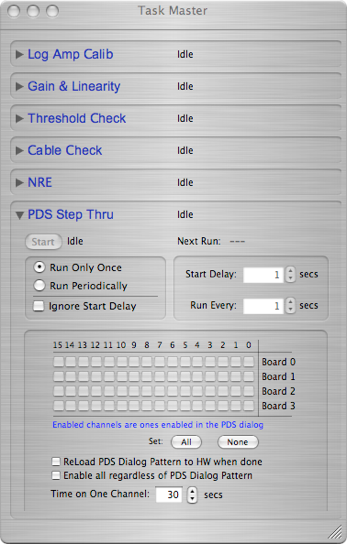 Task Master
Log Amp Calib Idle
Gain & Linearity Idle
Threshold Check Idle
Cable Check Idle
NRE Idle
PDS Step Thru Idle
Start Idle Next Run: ---
Run Only Once
Run Periodically
Ignore Start Delay
Start Delay: 1 secs
Run Every: 1 secs
15 14 13 12 11 10 9 8 7 6 5 4 3 2 1 0
Board 0
Board 1
Board 2
Board 3
Enabled channels are ones enabled in the PDS dialog
Set: All None
ReLoad PDS Dialog Pattern to HW when done
Enable all regardless of PDS Dialog Pattern
Time on One Channel: 30 secs